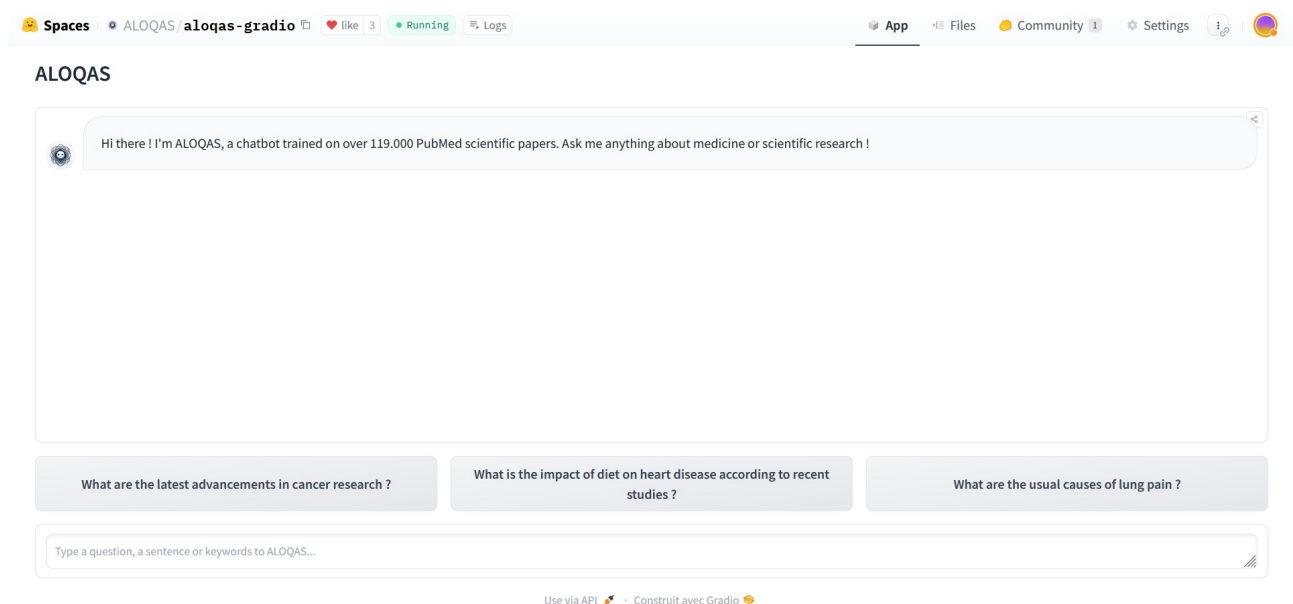 Spaces ALOQAS/aloqas-gradio like 3 Running Logs App Files Community 1 Settings
ALOQAS
Hi there ! I'm ALOQAS, a chatbot trained on over 119.000 PubMed scientific papers. Ask me anything about medicine or scientific research !
What are the latest advancements in cancer research ?
What is the impact of diet on heart disease according to recent
studies ?
What are the usual causes of lung pain ?
Type a question, a sentence or keywords to ALOQAS...
Use via API · Construit avec Gradio